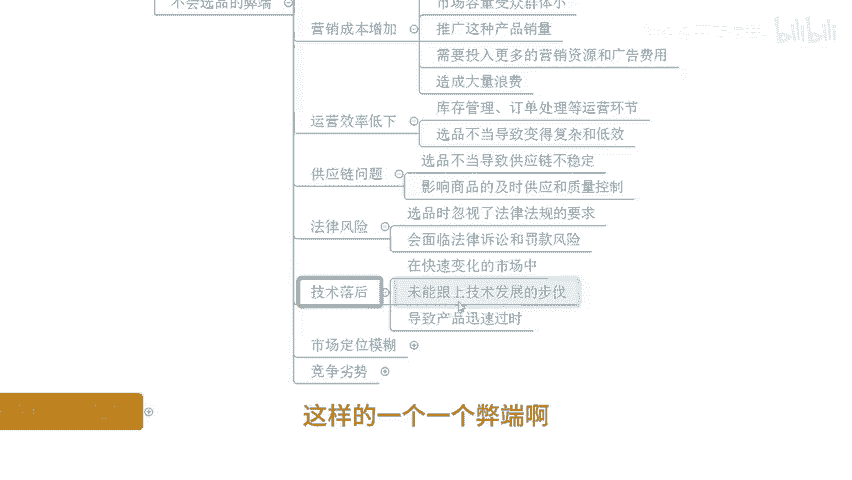 不会选品的弊端
市场容量受众群体小
营销成本增加
推广这种产品销量
需要投入更多的营销资源和广告费用
造成大量浪费
库存管理、订单处理等运营环节
运营效率低下
选品不当导致变得复杂和低效
选品不当导致供应链不稳定
供应链问题
影响商品的及时供应和质量控制
选品时忽视了法律法规的要求
法律风险
会面临法律诉讼和罚款风险
在快速变化的市场中
技术落后
未能跟上技术发展的步伐
导致产品迅速过时
市场定位模糊
竞争劣势
这样的一个一个弊端啊
bilibili